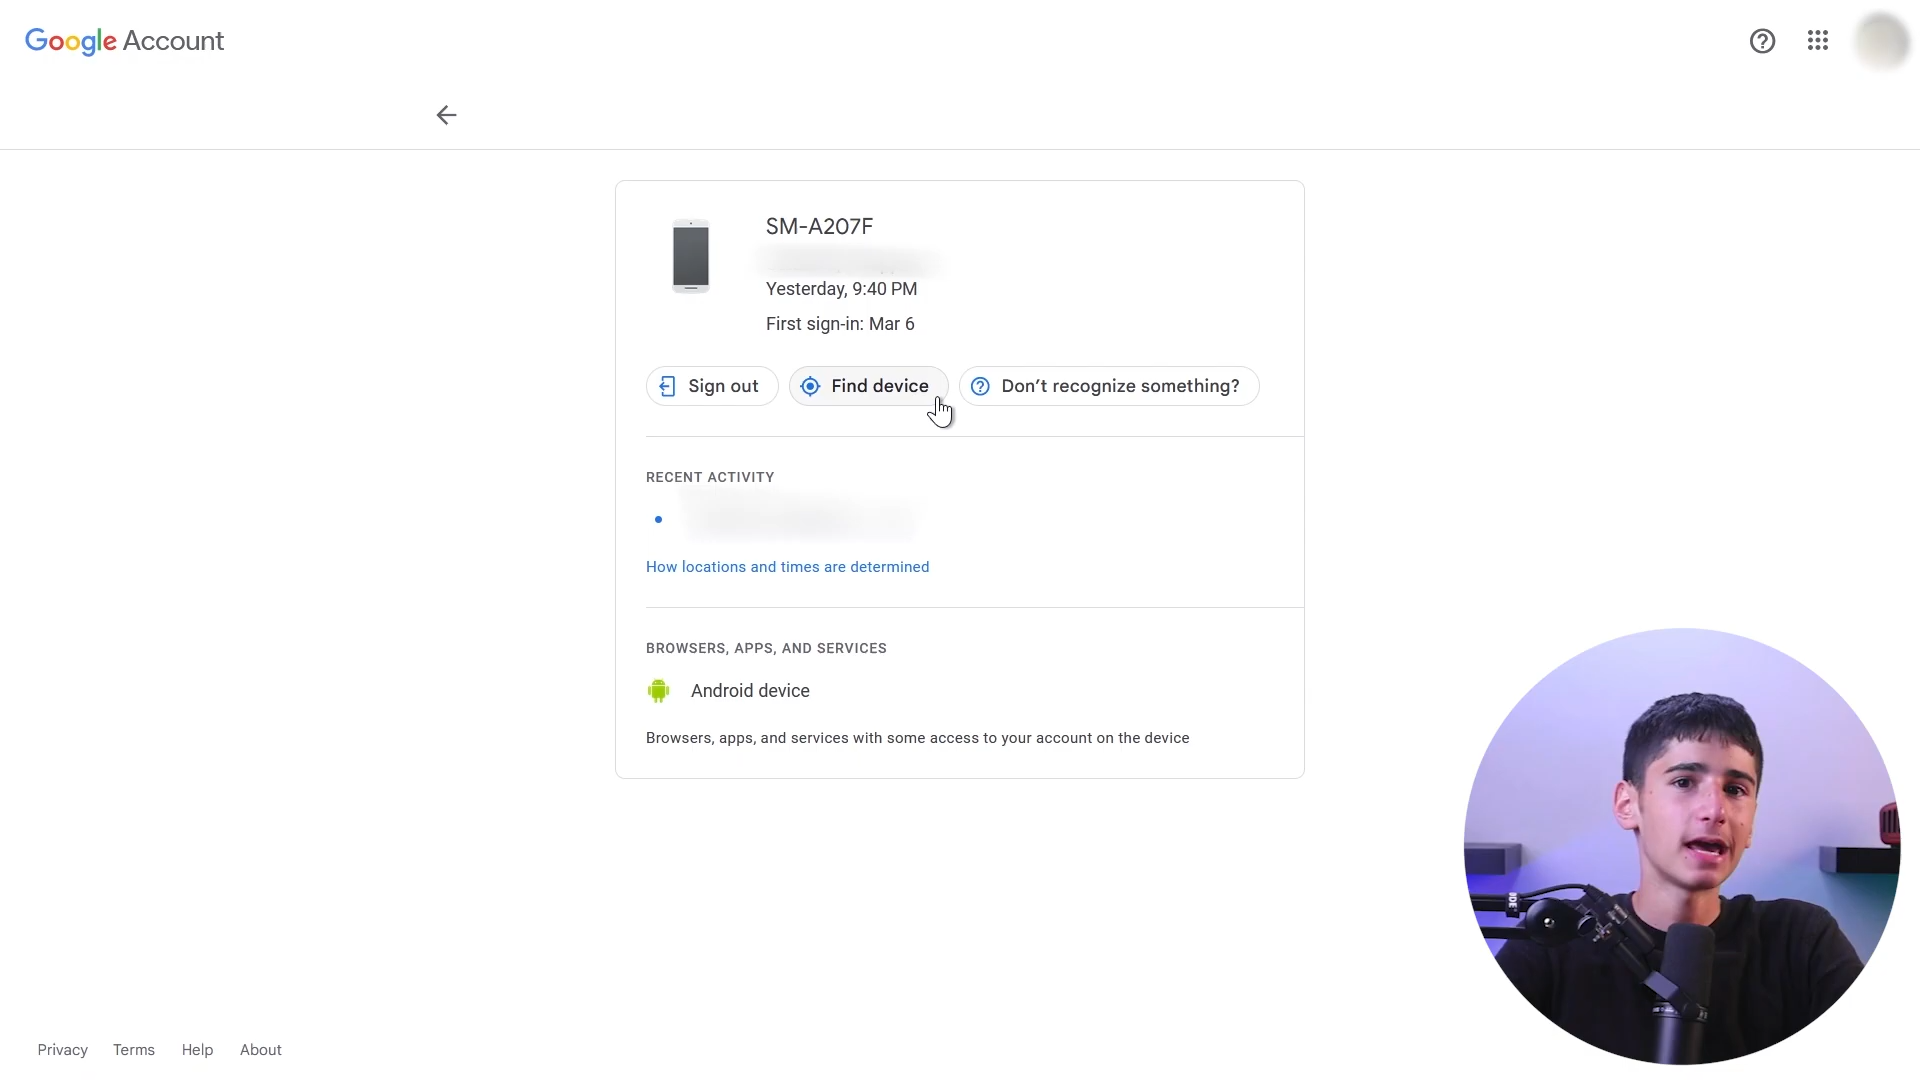 Google Account
SM-A207F
Yesterday, 9:40 PM
First sign-in: Mar 6
Sign out
Find device
Don’t recognize something?
RECENT ACTIVITY
How locations and times are determined
BROWSERS, APPS, AND SERVICES
Android device
Browsers, apps, and services with some access to your account on the device
Privacy
Terms
Help
About